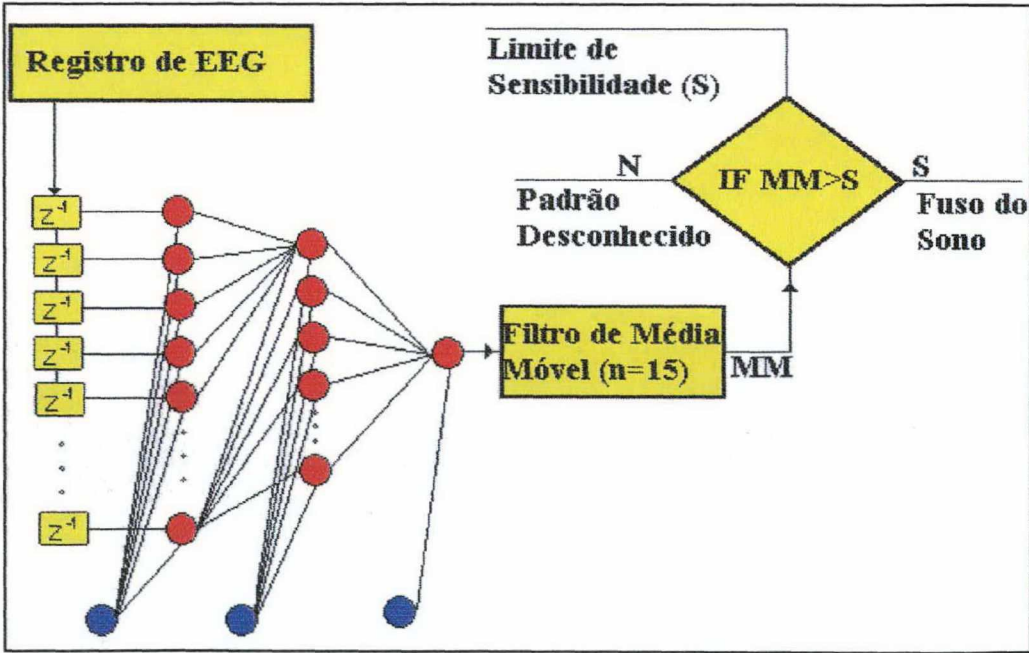 Registro de EEG
Limite de
Sensibilidade (S)
N
IF MM>S
S
Padrão
Desconhecido
Fuso do
Sono
Z⁻¹
Z⁻¹
Z⁻¹
Z⁻¹
Z⁻¹
Z⁻¹
Filtro de Média
Móvel (n=15)
MM